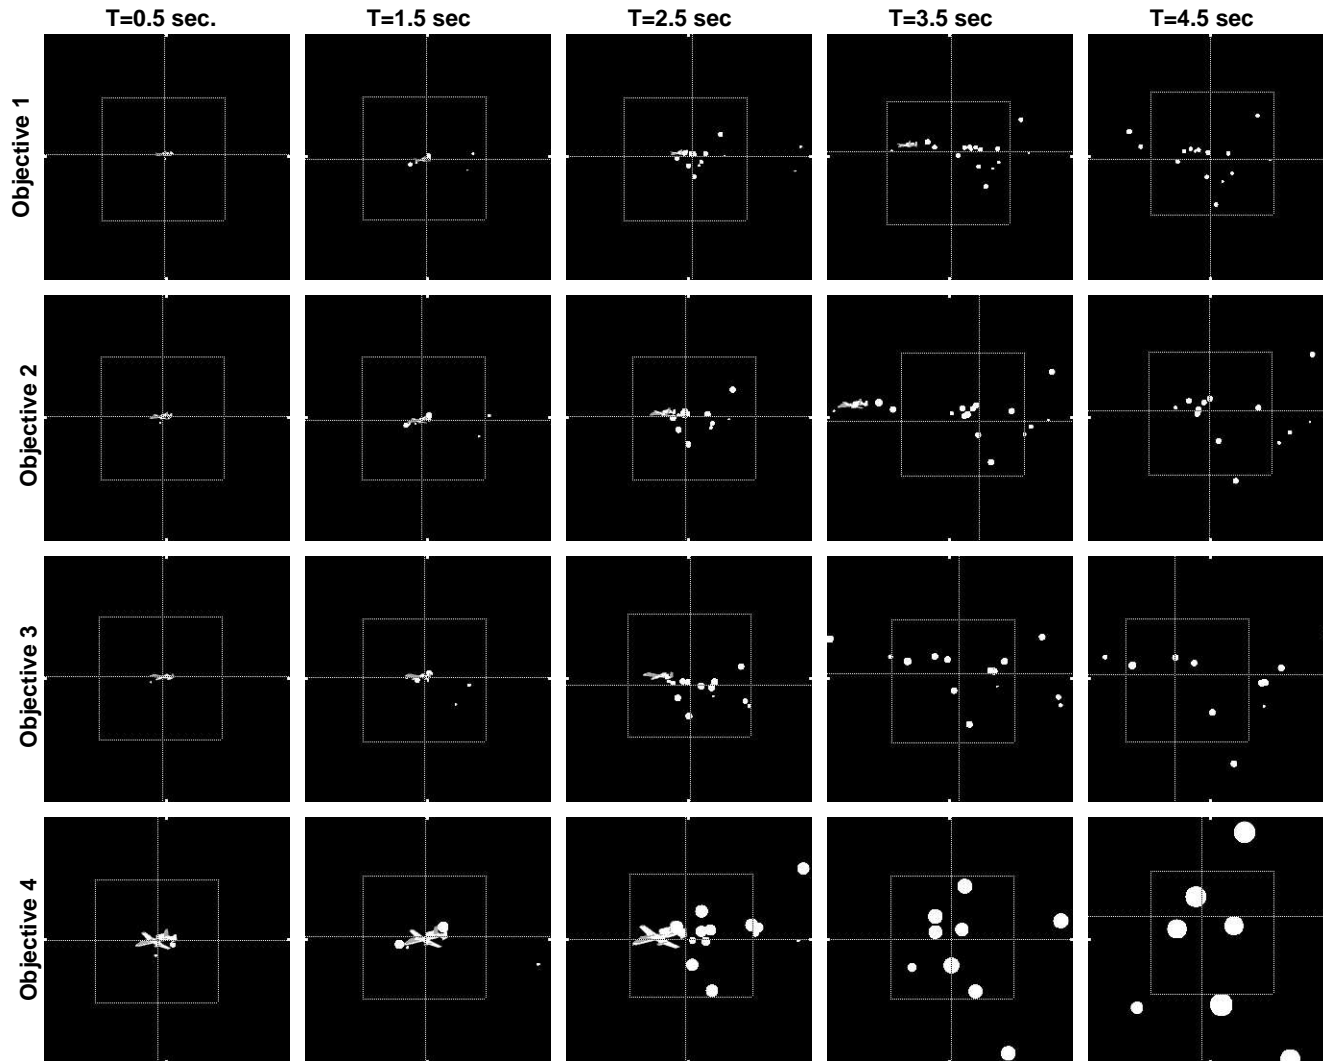 T=0.5 sec. T=1.5 sec T=2.5 sec T=3.5 sec T=4.5 sec
Objective 1
Objective 2
Objective 3
Objective 4